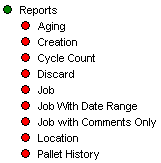 Reports
Aging
Creation
Cycle Count
Discard
Job
Job With Date Range
Job with Comments Only
Location
Pallet History